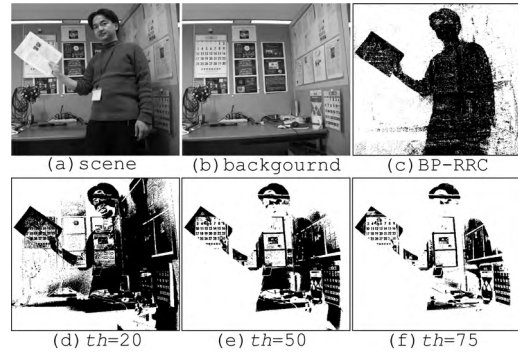 (a) scene
(b) backgournd
(c) BP-RRC
(d) th=20
(e) th=50
(f) th=75